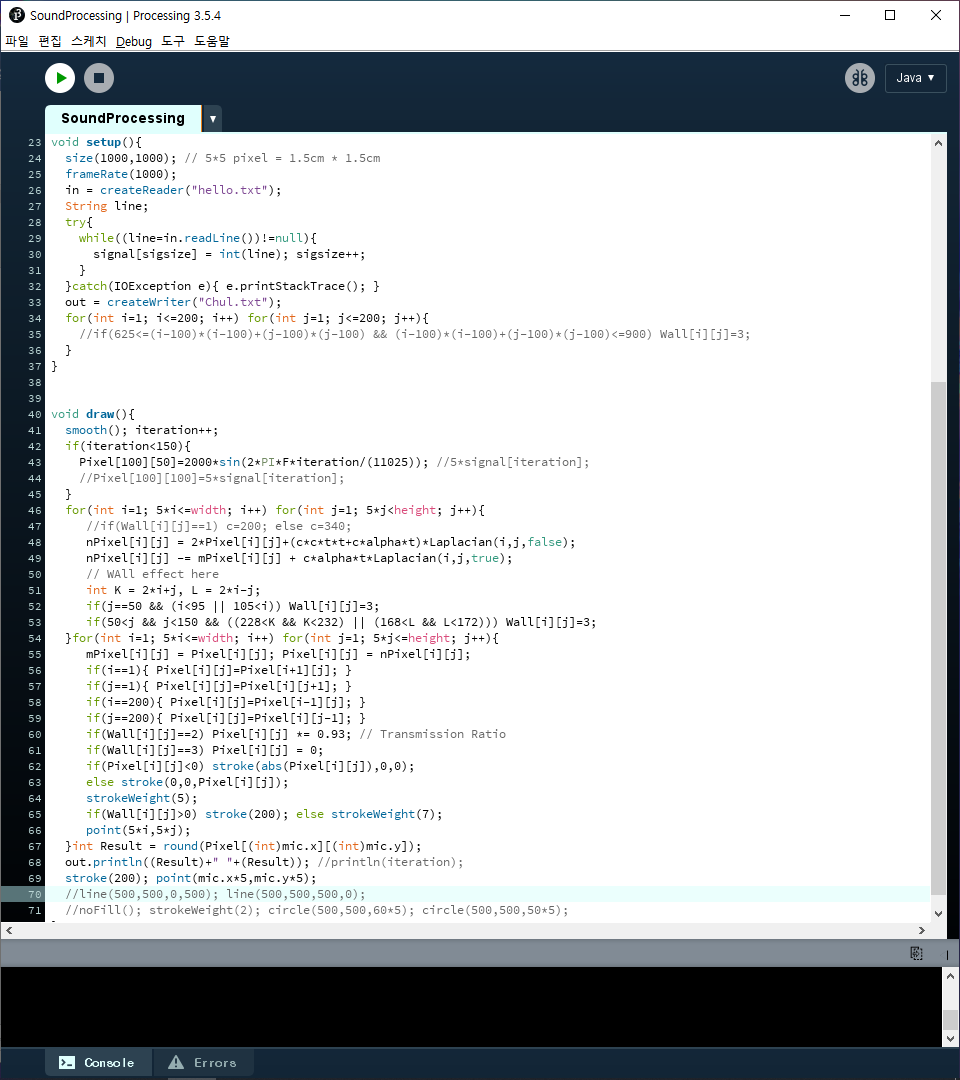 SoundProcessing | Processing 3.5.4
파일 편집 스케치 Debug 도구 도움말
Java ▼
SoundProcessing ▼
23 void setup(){
24   size(1000,1000); // 5*5 pixel = 1.5cm * 1.5cm
25   frameRate(1000);
26   in = createReader("hello.txt");
27   String line;
28   try{
29     while((line=in.readLine())!=null){
30       signal[sigsize] = int(line); sigsize++;
31     }
32   }catch(IOException e){ e.printStackTrace(); }
33   out = createWriter("Chul.txt");
34   for(int i=1; i<=200; i++) for(int j=1; j<=200; j++){
35     //if(625<=(i-100)*(i-100)+(j-100)*(j-100) && (i-100)*(i-100)+(j-100)*(j-100)<=900) Wall[i][j]=3;
36   }
37 }
38
39
40 void draw(){
41   smooth(); iteration++;
42   if(iteration<150){
43     Pixel[100][50]=2000*sin(2*PI*F*iteration/(11025)); //5*signal[iteration];
44     //Pixel[100][100]=5*signal[iteration];
45   }
46   for(int i=1; 5*i<=width; i++) for(int j=1; 5*j<height; j++){
47      //if(Wall[i][j]==1) c=200; else c=340;
48      nPixel[i][j] = 2*Pixel[i][j]+(c*c*t*t+c*alpha*t)*Laplacian(i,j,false);
49      nPixel[i][j] -= mPixel[i][j] + c*alpha*t*Laplacian(i,j,true);
50      // WAll effect here
51      int K = 2*i+j, L = 2*i-j;
52      if(j==50 && (i<95 || 105<i)) Wall[i][j]=3;
53      if(50<j && j<150 && ((228<K && K<232) || (168<L && L<172))) Wall[i][j]=3;
54   }for(int i=1; 5*i<=width; i++) for(int j=1; 5*j<=height; j++){
55      mPixel[i][j] = Pixel[i][j]; Pixel[i][j] = nPixel[i][j];
56      if(i==1){ Pixel[i][j]=Pixel[i+1][j]; }
57      if(j==1){ Pixel[i][j]=Pixel[i][j+1]; }
58      if(i==200){ Pixel[i][j]=Pixel[i-1][j]; }
59      if(j==200){ Pixel[i][j]=Pixel[i][j-1]; }
60      if(Wall[i][j]==2) Pixel[i][j] *= 0.93; // Transmission Ratio
61      if(Wall[i][j]==3) Pixel[i][j] = 0;
62      if(Pixel[i][j]<0) stroke(abs(Pixel[i][j]),0,0);
63      else stroke(0,0,Pixel[i][j]);
64      strokeWeight(5);
65      if(Wall[i][j]>0) stroke(200); else strokeWeight(7);
66      point(5*i,5*j);
67   }int Result = round(Pixel[(int)mic.x][(int)mic.y]);
68   out.println((Result)+" "+(Result)); //println(iteration);
69   stroke(200); point(mic.x*5,mic.y*5);
70   //line(500,500,0,500); line(500,500,500,0);
71   //noFill(); strokeWeight(2); circle(500,500,60*5); circle(500,500,50*5);
Console Errors